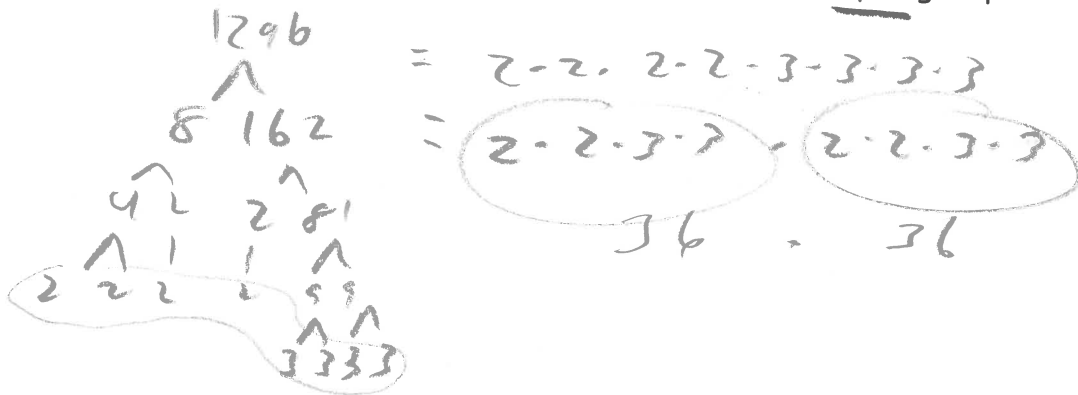 1296 = 2 · 2 · 2 · 2 · 3 · 3 · 3 · 3
8 162 = 2 · 2 · 3 · 3 · 2 · 2 · 3 · 3
4 2 2 81 36 · 36
2 2 2 2 9 9
3 3 3 3